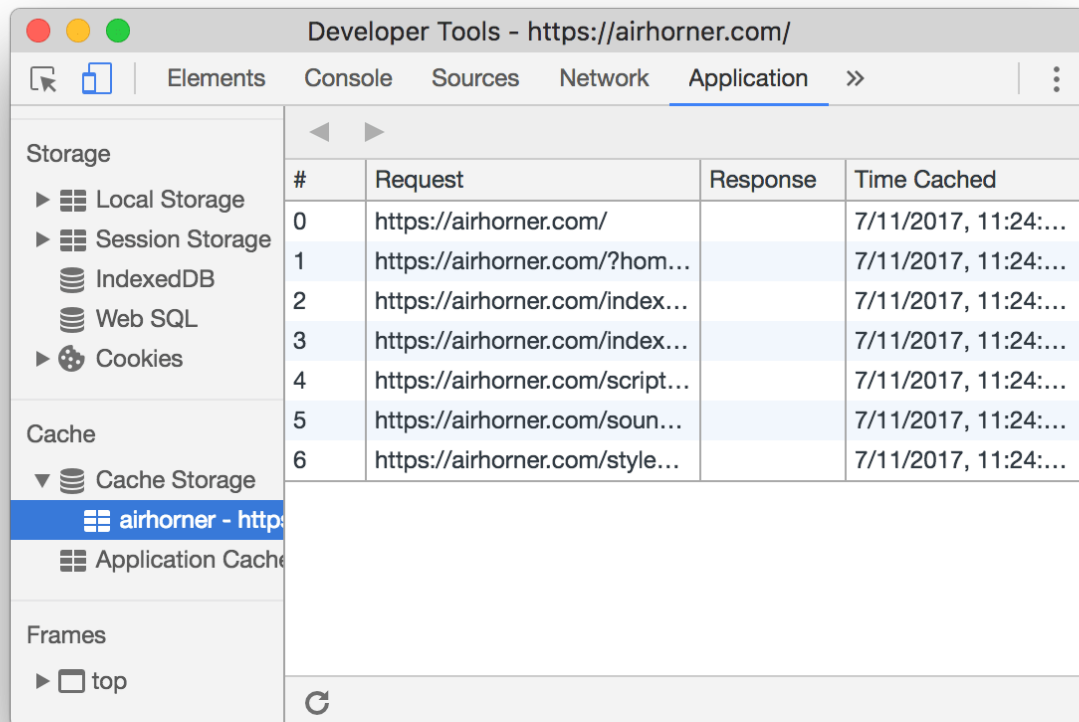 Developer Tools - https://airhorner.com/
Elements Console Sources Network Application »
Storage
Local Storage
Session Storage
IndexedDB
Web SQL
Cookies
Cache
Cache Storage
airhorner - https
Application Cache
Frames
top
# Request Response Time Cached
0 https://airhorner.com/ 7/11/2017, 11:24:...
1 https://airhorner.com/?hom... 7/11/2017, 11:24:...
2 https://airhorner.com/index... 7/11/2017, 11:24:...
3 https://airhorner.com/index... 7/11/2017, 11:24:...
4 https://airhorner.com/script... 7/11/2017, 11:24:...
5 https://airhorner.com/soun... 7/11/2017, 11:24:...
6 https://airhorner.com/style... 7/11/2017, 11:24:...